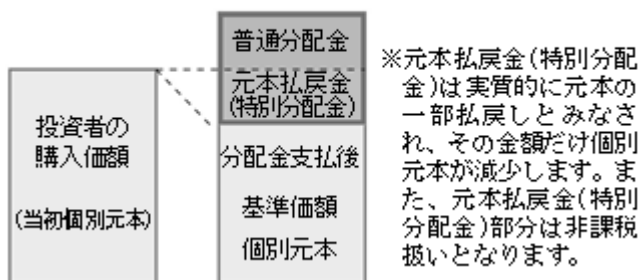 投資者の
購入価額
(当初個別元本)
普通分配金
元本払戻金
(特別分配金)
分配金支払後
基準価額
個別元本
※元本払戻金(特別分配
金)は実質的に元本の
一部払戻しとみなさ
れ、その金額だけ個別
元本が減少します。ま
た、元本払戻金(特別
分配金)部分は非課税
扱いとなります。